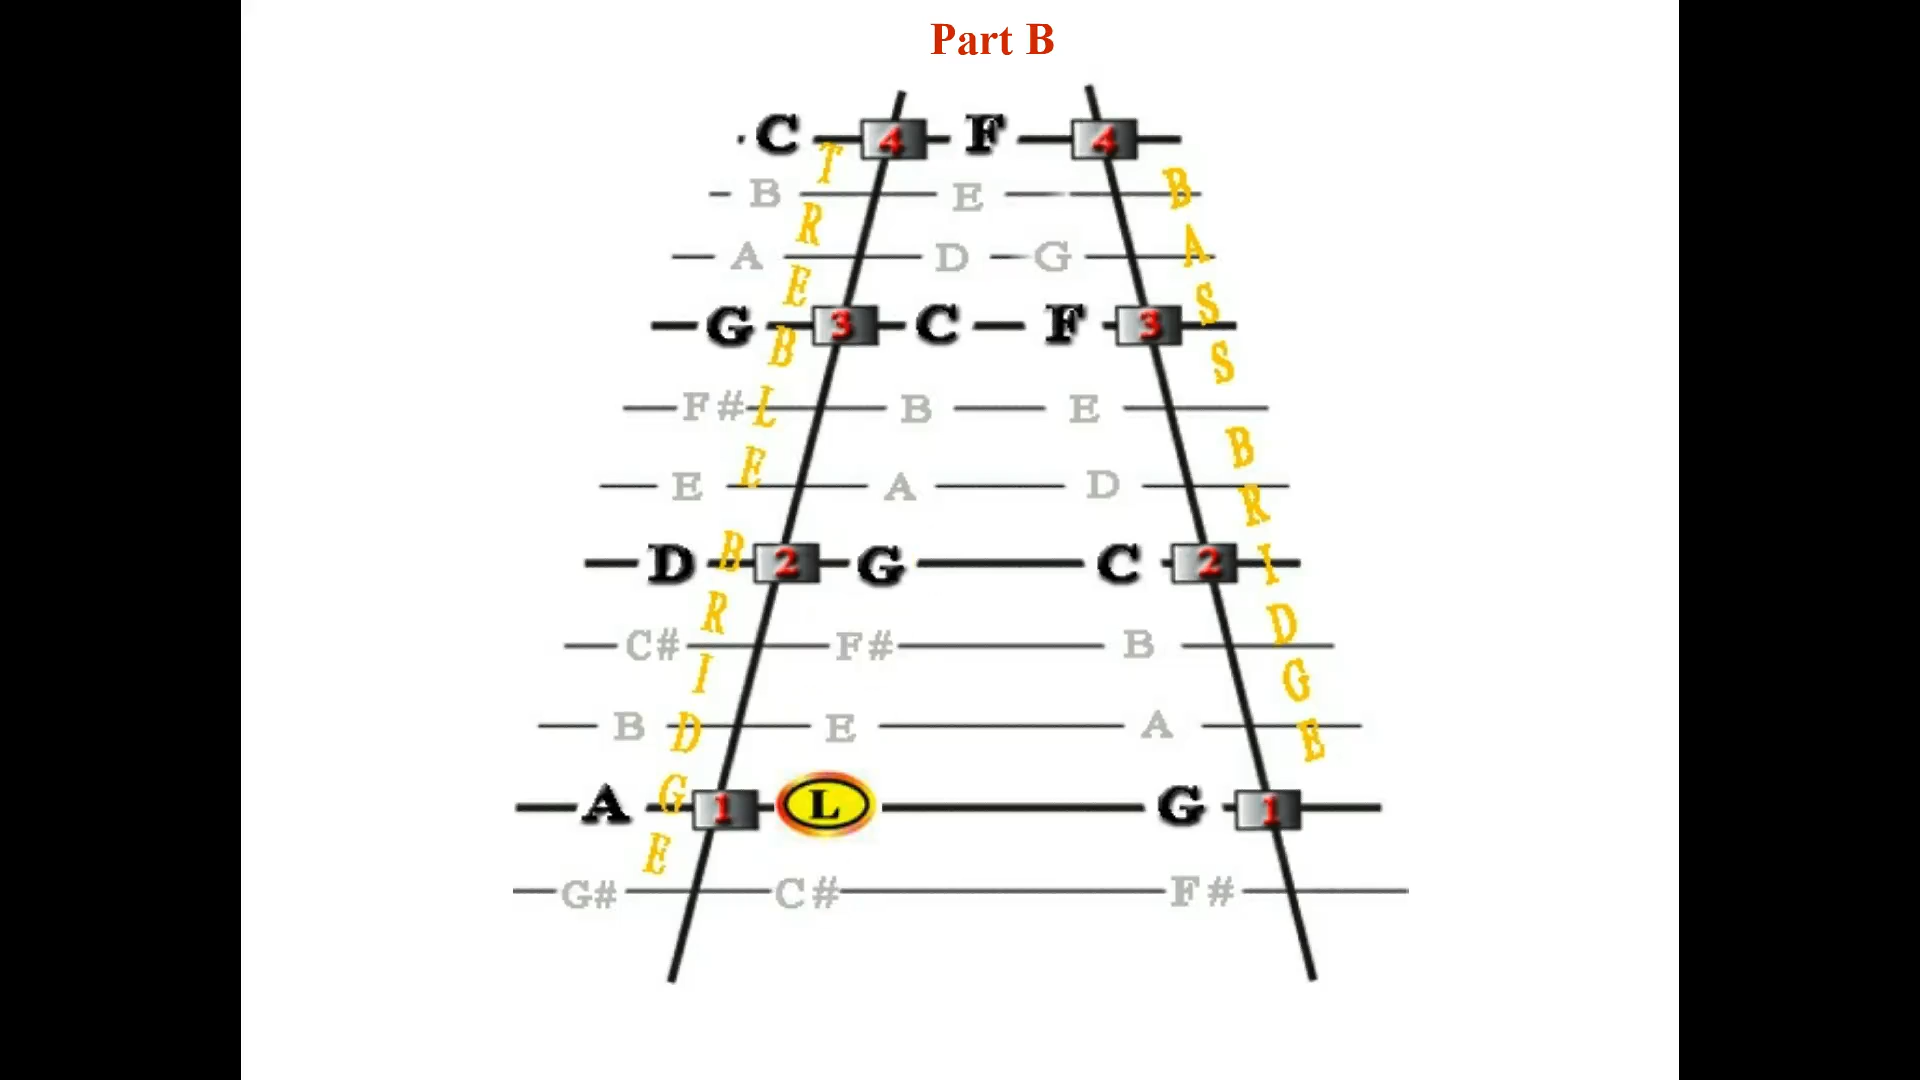 Part B
C 4 F 4
B E
A D G
G 3 C F 3
F# B E
E A D
D 2 G C 2
C# F# B
B E A
A 1 L G 1
G# C# F#
TREBLE BRIDGE
BASS BRIDGE